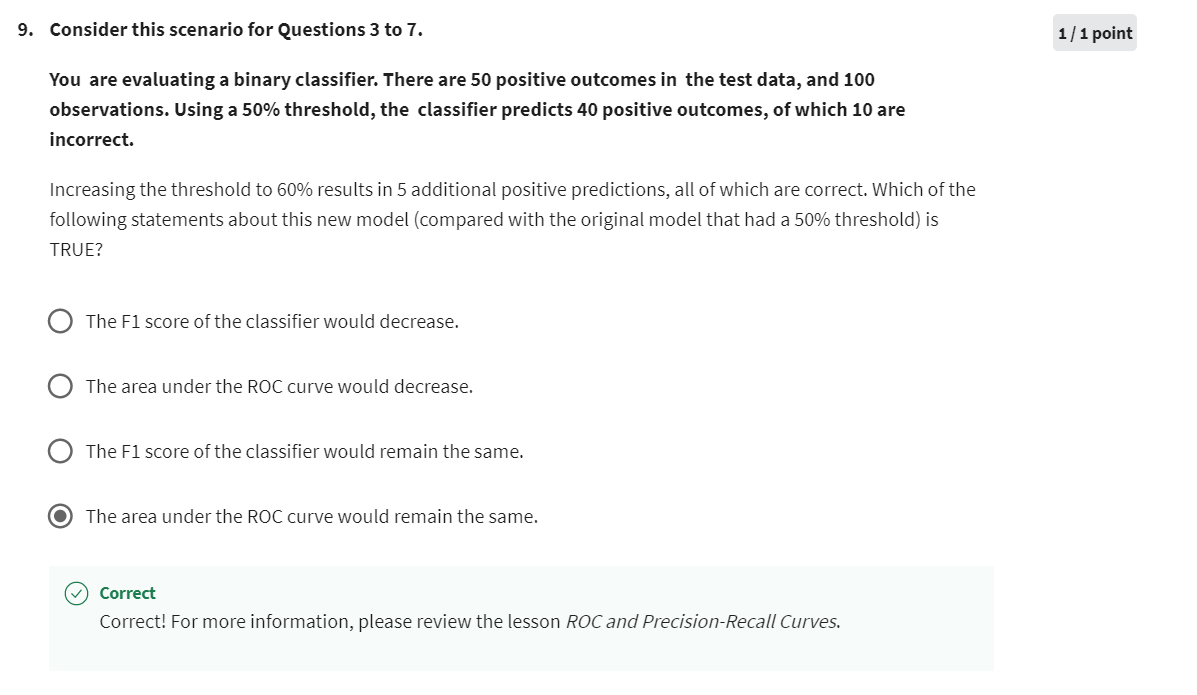 9. Consider this scenario for Questions 3 to 7.
1 / 1 point
You are evaluating a binary classifier. There are 50 positive outcomes in the test data, and 100
observations. Using a 50% threshold, the classifier predicts 40 positive outcomes, of which 10 are
incorrect.
Increasing the threshold to 60% results in 5 additional positive predictions, all of which are correct. Which of the
following statements about this new model (compared with the original model that had a 50% threshold) is
TRUE?
The F1 score of the classifier would decrease.
The area under the ROC curve would decrease.
The F1 score of the classifier would remain the same.
The area under the ROC curve would remain the same.
Correct
Correct! For more information, please review the lesson ROC and Precision-Recall Curves.